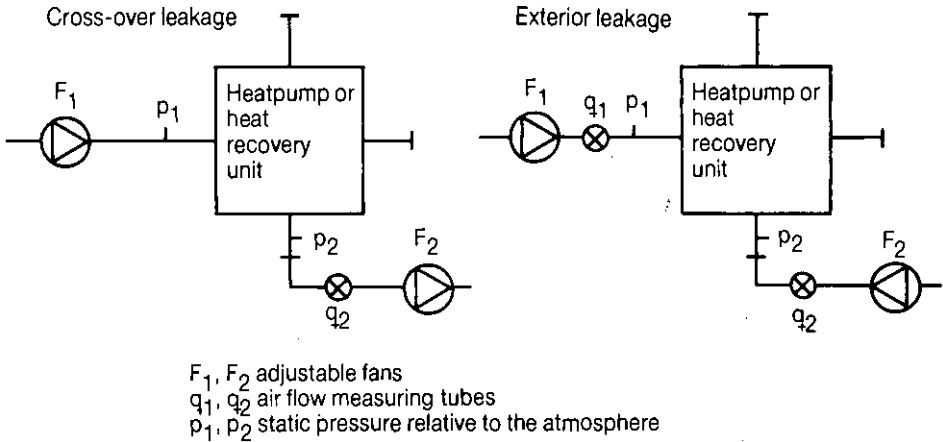 Cross-over leakage
F1
p1
Heatpump or
heat
recovery
unit
p2
F2
q2
Exterior leakage
F1
q1
p1
Heatpump or
heat
recovery
unit
p2
F2
q2
F1, F2 adjustable fans
q1, q2 air flow measuring tubes
p1, p2 static pressure relative to the atmosphere